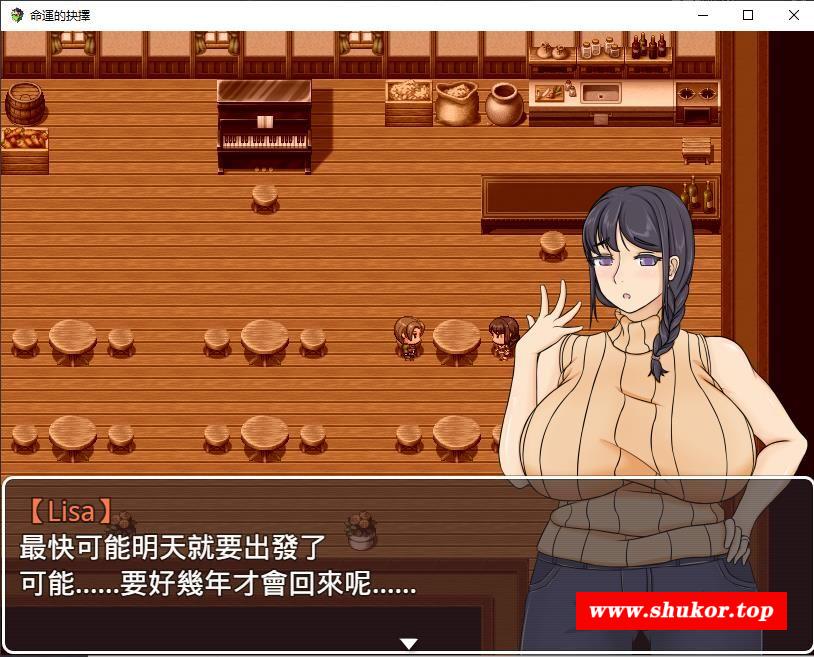 命運的抉擇
【Lisa】
最快可能明天就要出發了
可能......要好幾年才會回來呢......
www.shukor.top